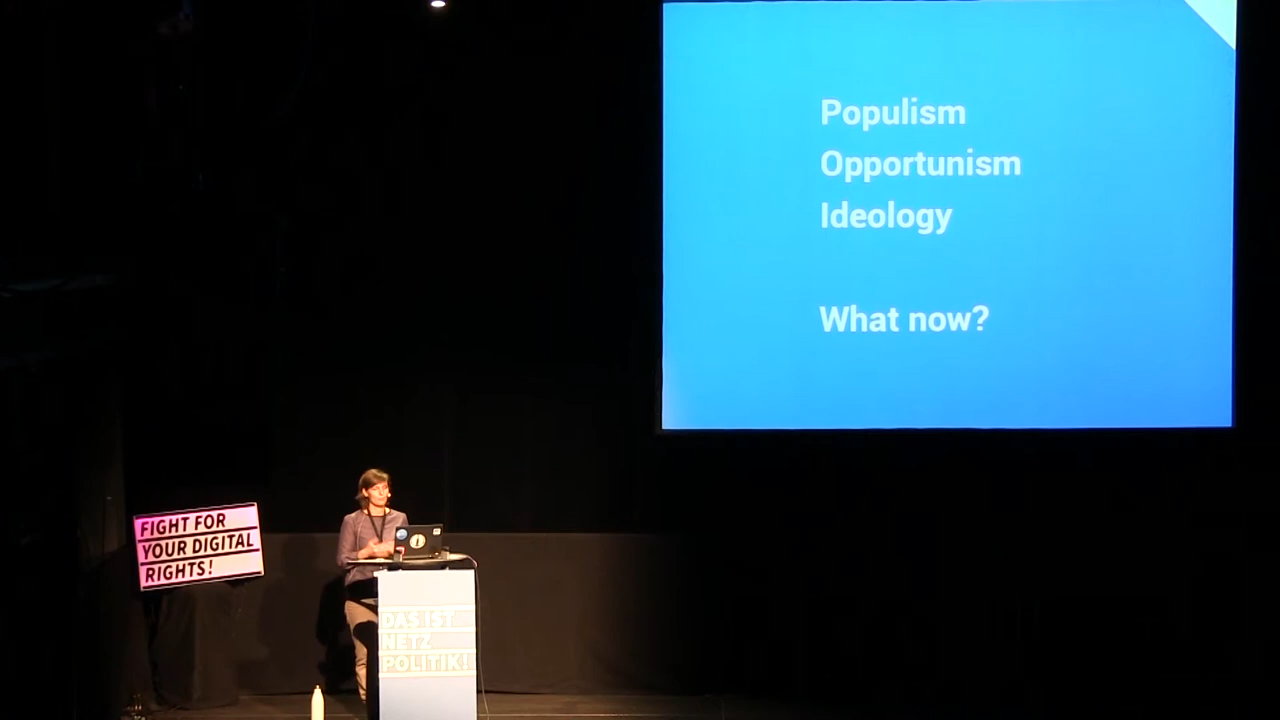 Populism
Opportunism
Ideology
What now?
FIGHT FOR
YOUR DIGITAL
RIGHTS!
DAS IST
NETZ
POLITIK!